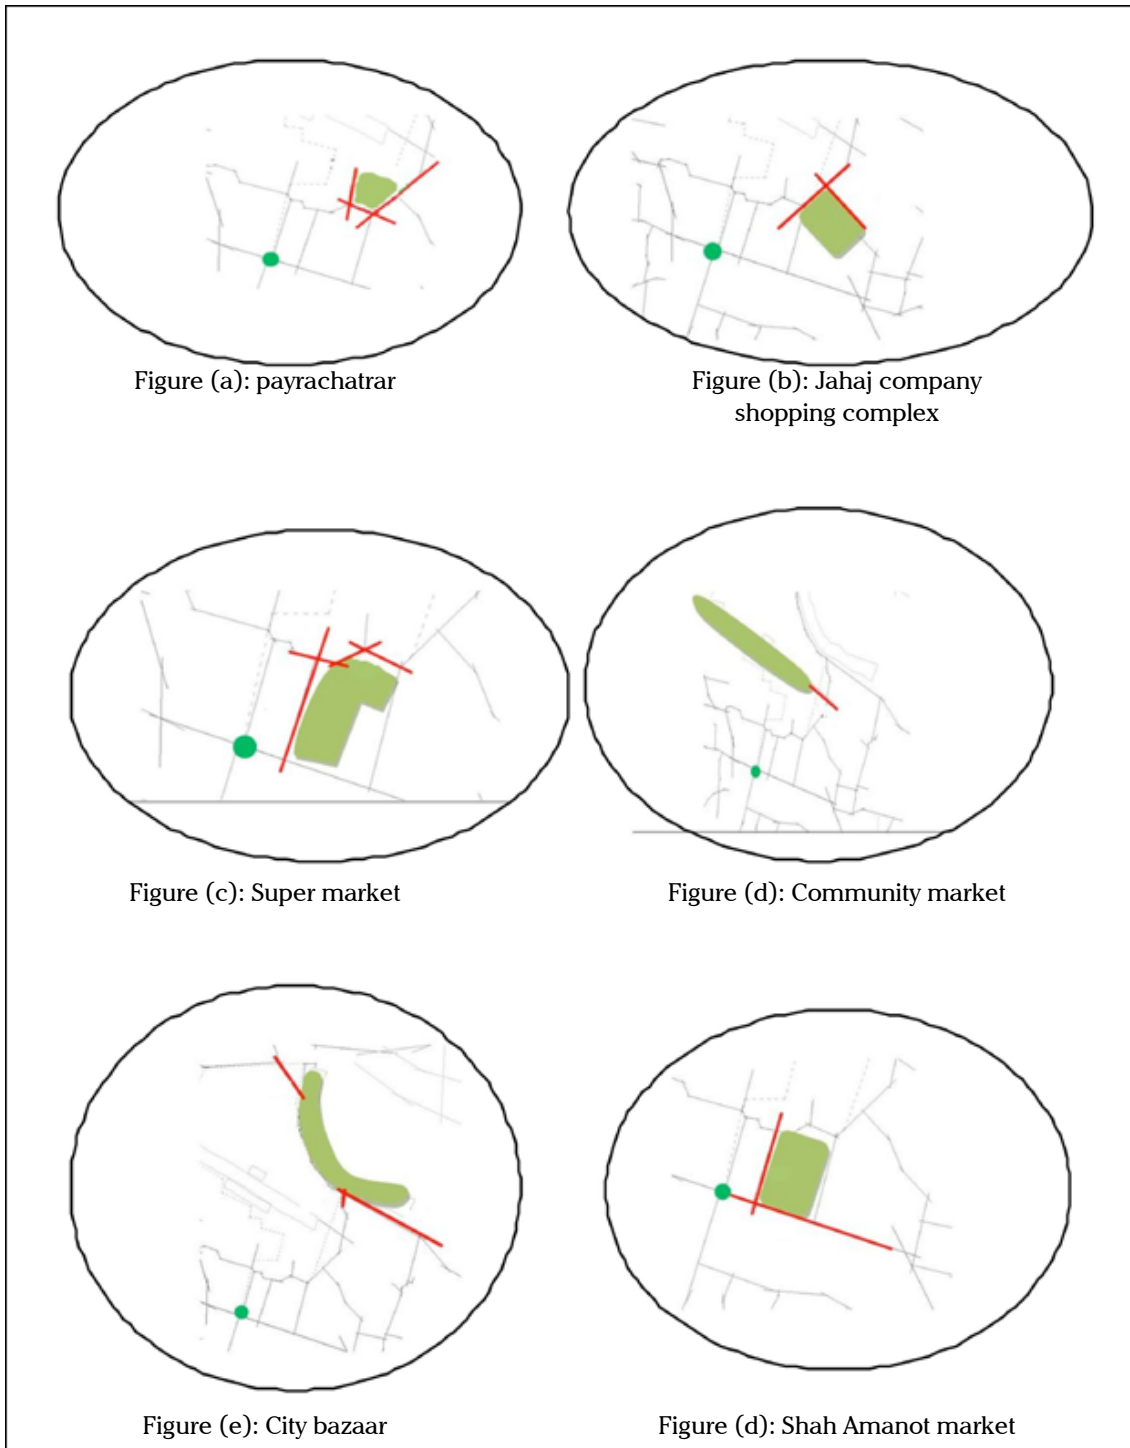 Figure (a): payrachatrar
Figure (b): Jahaj company
shopping complex
Figure (c): Super market
Figure (d): Community market
Figure (e): City bazaar
Figure (d): Shah Amanot market